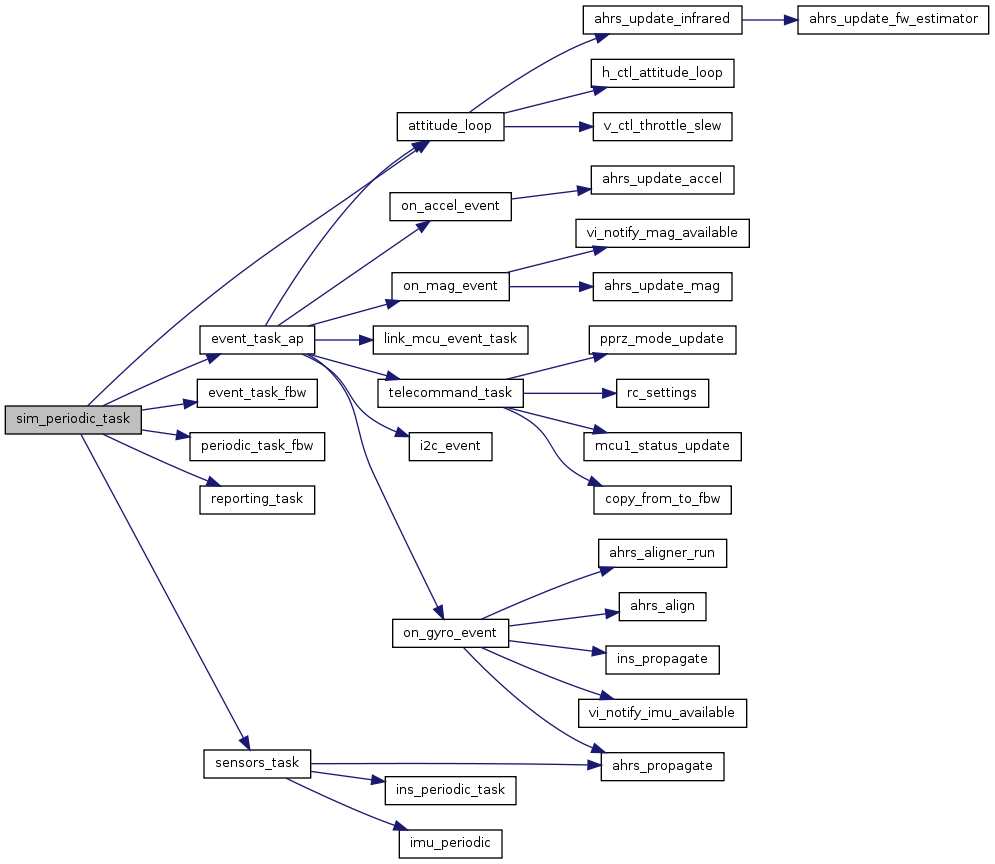 ahrs_update_infrared
ahrs_update_fw_estimator
h_ctl_attitude_loop
attitude_loop
v_ctl_throttle_slew
ahrs_update_accel
on_accel_event
vi_notify_mag_available
on_mag_event
ahrs_update_mag
event_task_ap
link_mcu_event_task
pprz_mode_update
event_task_fbw
telecommand_task
rc_settings
sim_periodic_task
periodic_task_fbw
i2c_event
mcu1_status_update
reporting_task
copy_from_to_fbw
ahrs_aligner_run
ahrs_align
on_gyro_event
ins_propagate
vi_notify_imu_available
sensors_task
ahrs_propagate
ins_periodic_task
imu_periodic